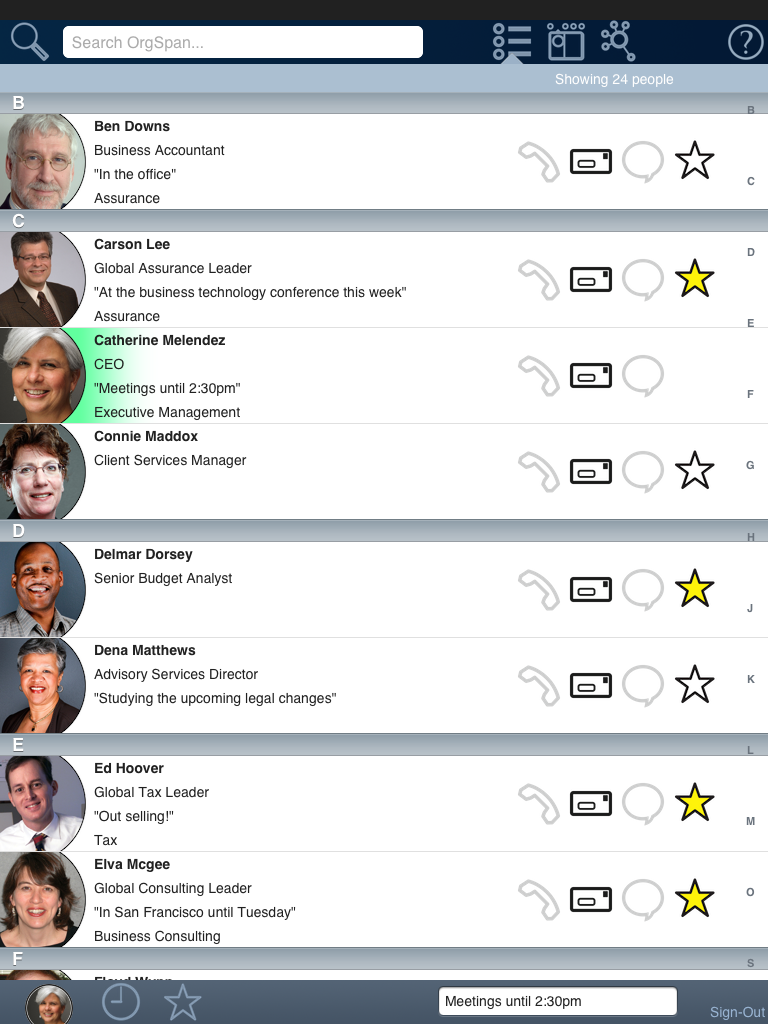 Search OrgSpan...
?
Showing 24 people
B
Ben Downs
Business Accountant
"In the office"
Assurance
C
Carson Lee
Global Assurance Leader
"At the business technology conference this week"
Assurance
Catherine Melendez
CEO
"Meetings until 2:30pm"
Executive Management
Connie Maddox
Client Services Manager
D
Delmar Dorsey
Senior Budget Analyst
Dena Matthews
Advisory Services Director
"Studying the upcoming legal changes"
E
Ed Hoover
Global Tax Leader
"Out selling!"
Tax
Elva Mcgee
Global Consulting Leader
"In San Francisco until Tuesday"
Business Consulting
F
B
C
D
E
F
G
H
J
K
L
M
O
S
Meetings until 2:30pm
Sign-Out